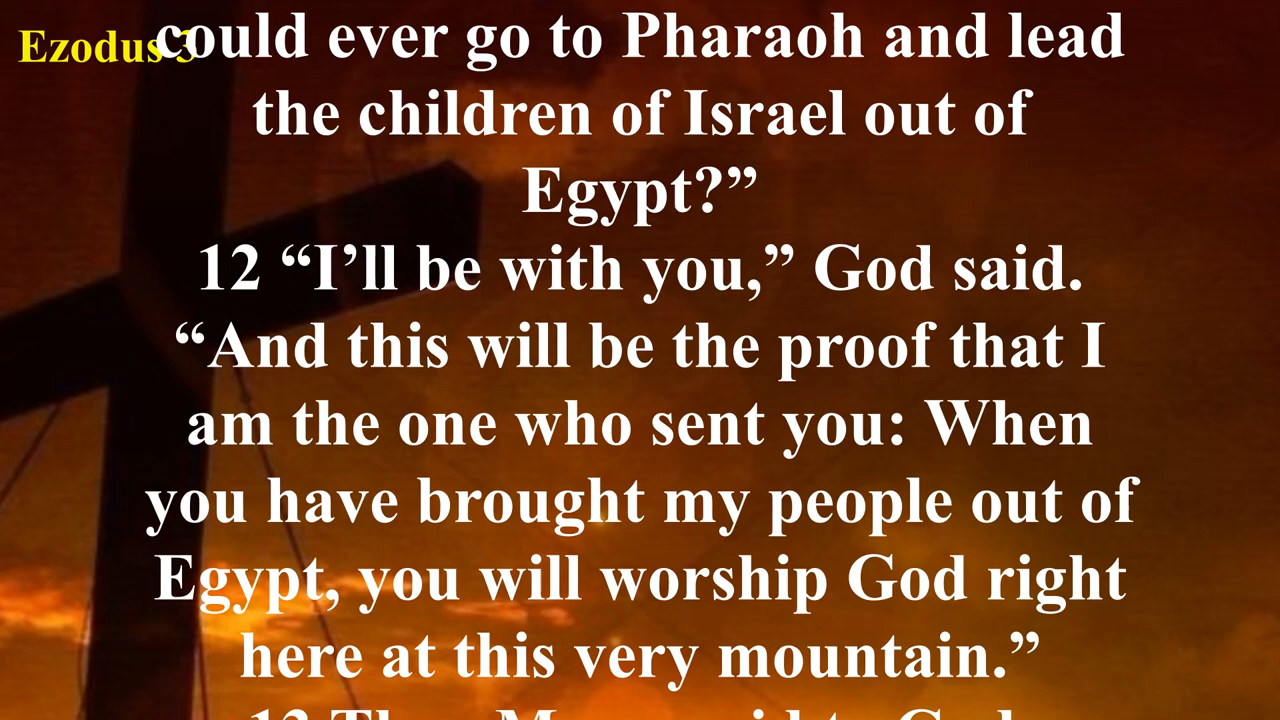 Ezodus 3
could ever go to Pharaoh and lead
the children of Israel out of
Egypt?”
12 “I’ll be with you,” God said.
“And this will be the proof that I
am the one who sent you: When
you have brought my people out of
Egypt, you will worship God right
here at this very mountain.”